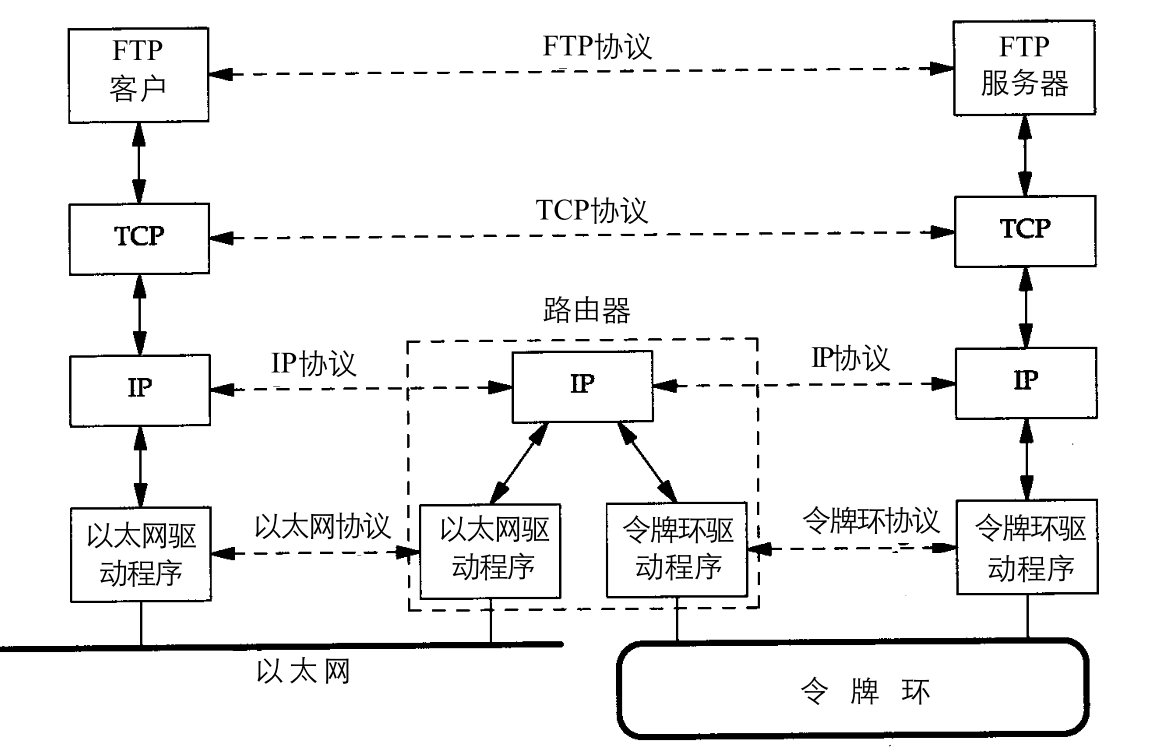 FTP
客户
FTP协议
FTP
服务器
TCP
TCP协议
TCP
路由器
IP
IP协议
IP
IP协议
IP
以太网驱
动程序
以太网协议
以太网驱
动程序
令牌环驱
动程序
令牌环协议
令牌环驱
动程序
以太网
令牌环